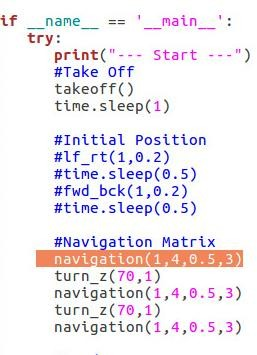 if __name__ == '__main__':
    try:
        print("--- Start ---")
        #Take Off
        takeoff()
        time.sleep(1)

        #Initial Position
        #lf_rt(1,0.2)
        #time.sleep(0.5)
        #fwd_bck(1,0.2)
        #time.sleep(0.5)

        #Navigation Matrix
        navigation(1,4,0.5,3)
        turn_z(70,1)
        navigation(1,4,0.5,3)
        turn_z(70,1)
        navigation(1,4,0.5,3)